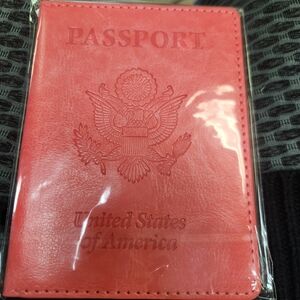 PASSPORT
United States
of America